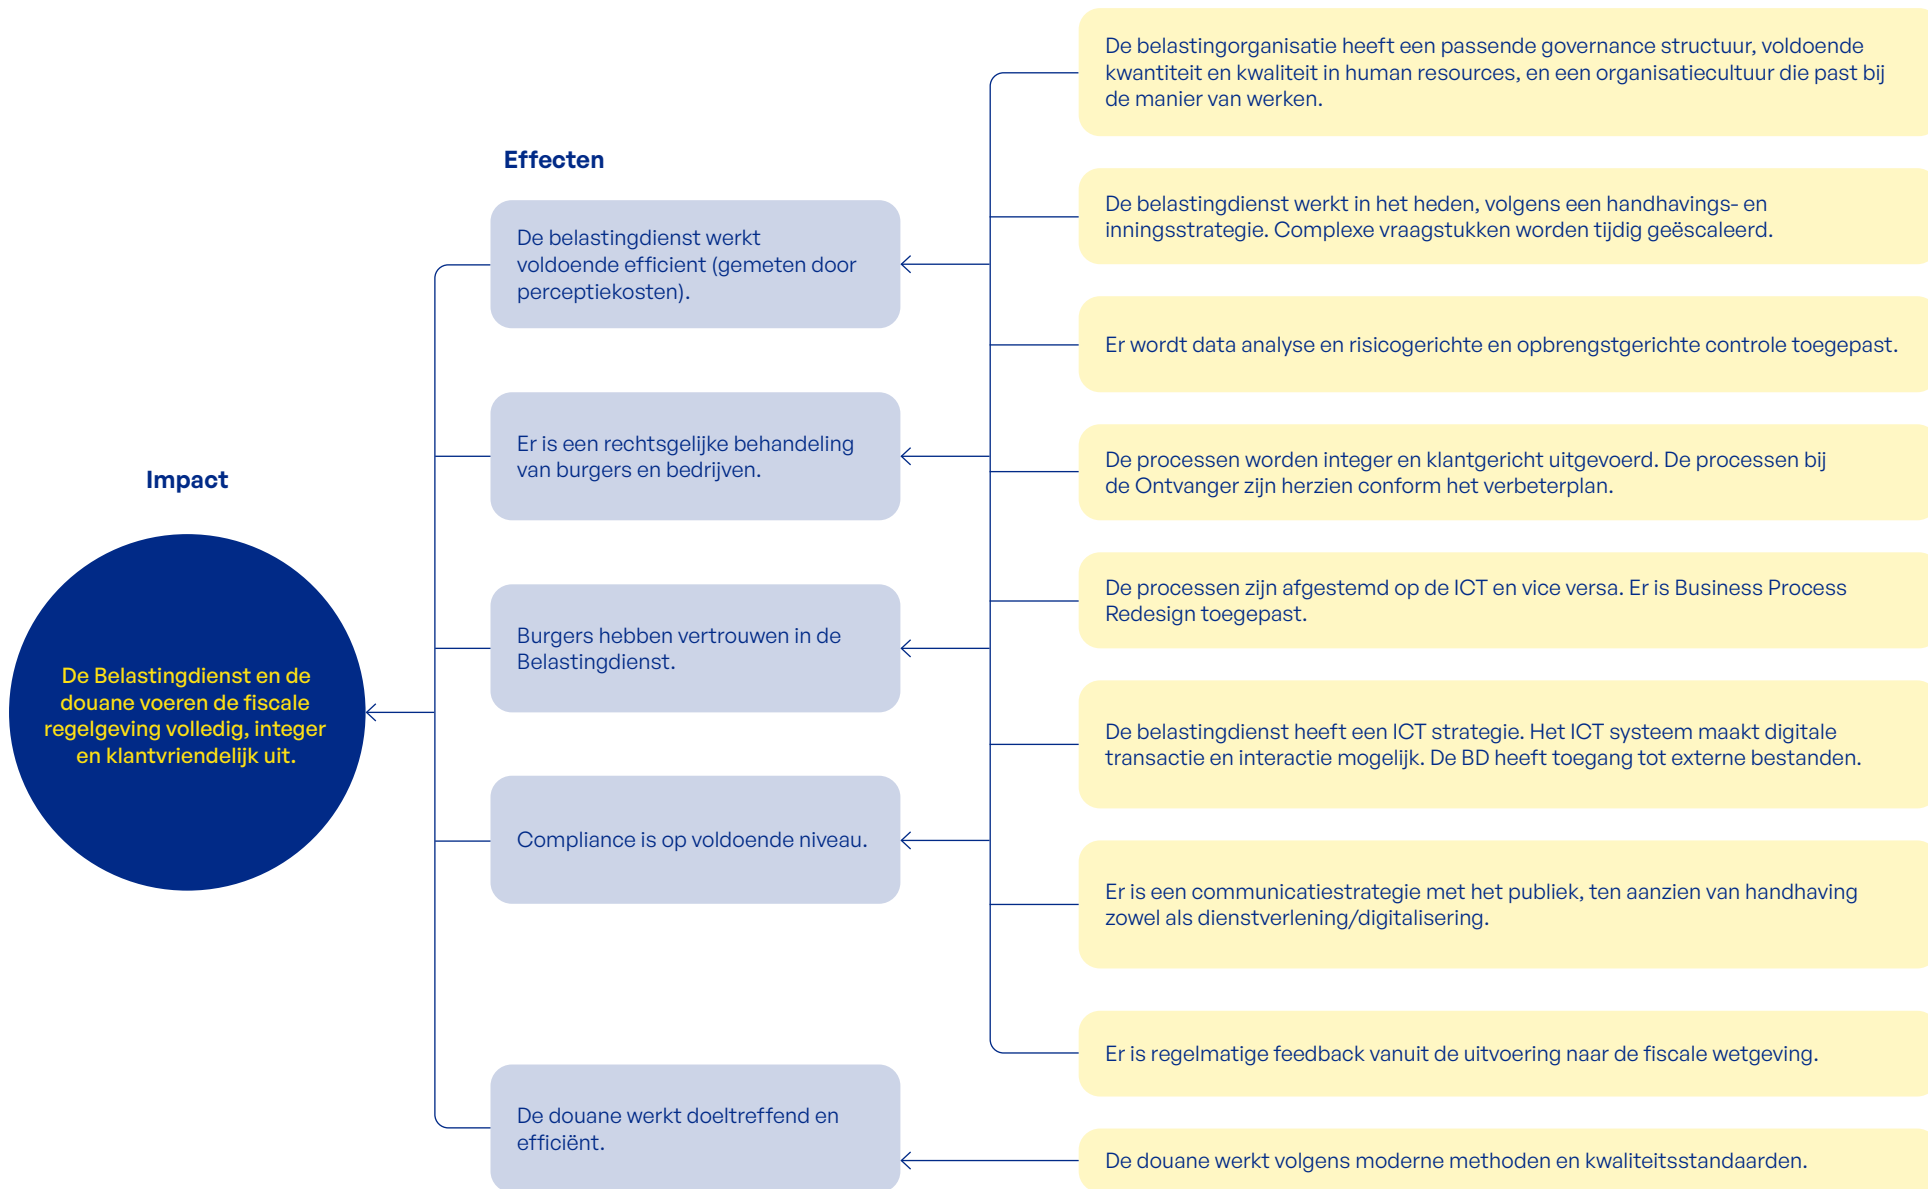 Impact
De Belastingdienst en de
douane voeren de fiscale
regelgeving volledig, integer
en klantvriendelijk uit.
Effecten
De belastingdienst werkt
voldoende efficient (gemeten door
perceptiekosten).
Er is een rechtsgelijke behandeling
van burgers en bedrijven.
Burgers hebben vertrouwen in de
Belastingdienst.
Compliance is op voldoende niveau.
De douane werkt doeltreffend en
efficiënt.
De belastingorganisatie heeft een passende governance structuur, voldoende
kwantiteit en kwaliteit in human resources, en een organisatiecultuur die past bij
de manier van werken.
De belastingdienst werkt in het heden, volgens een handhavings- en
inningsstrategie. Complexe vraagstukken worden tijdig geëscaleerd.
Er wordt data analyse en risicogerichte en opbrengstgerichte controle toegepast.
De processen worden integer en klantgericht uitgevoerd. De processen bij
de Ontvanger zijn herzien conform het verbeterplan.
De processen zijn afgestemd op de ICT en vice versa. Er is Business Process
Redesign toegepast.
De belastingdienst heeft een ICT strategie. Het ICT systeem maakt digitale
transactie en interactie mogelijk. De BD heeft toegang tot externe bestanden.
Er is een communicatiestrategie met het publiek, ten aanzien van handhaving
zowel als dienstverlening/digitalisering.
Er is regelmatige feedback vanuit de uitvoering naar de fiscale wetgeving.
De douane werkt volgens moderne methoden en kwaliteitsstandaarden.